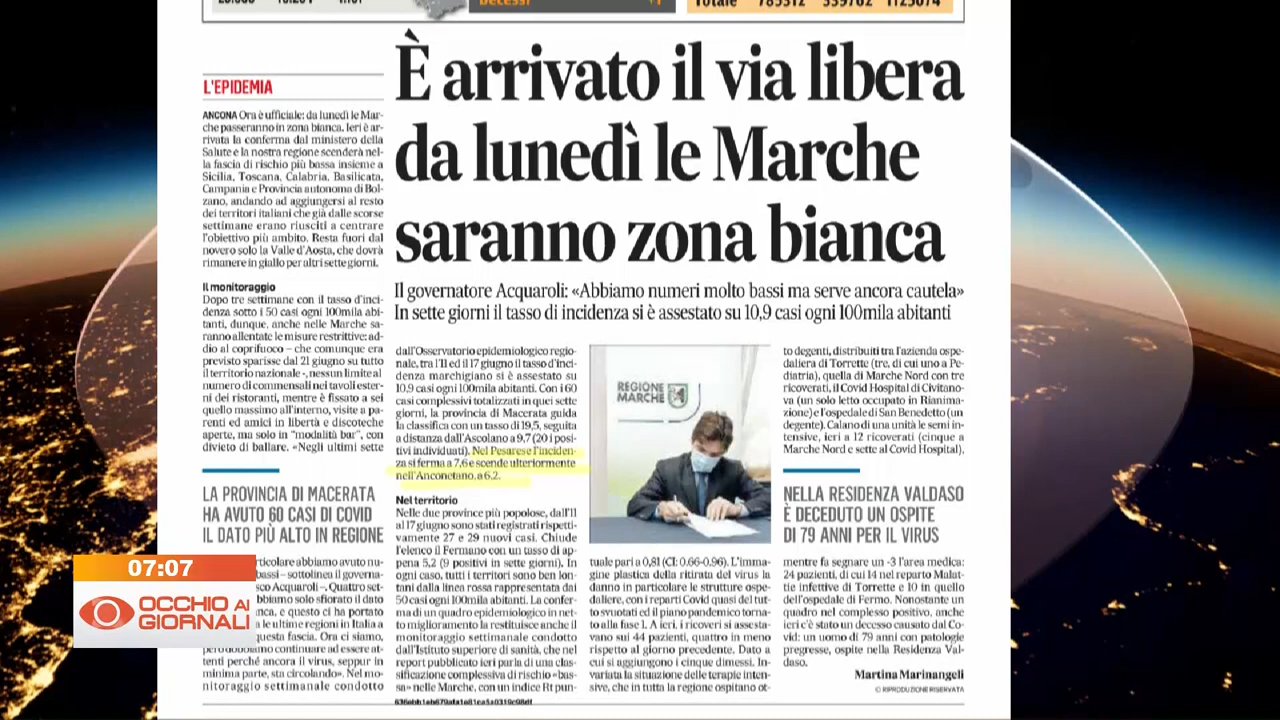 Decessi
Totale 785312 339762 1125074
È arrivato il via libera
da lunedì le Marche
saranno zona bianca
Il governatore Acquaroli: «Abbiamo numeri molto bassi ma serve ancora cautela»
In sette giorni il tasso di incidenza si è assestato su 10,9 casi ogni 100mila abitanti
L'EPIDEMIA
ANCONA Ora è ufficiale: da lunedì le Mar-
che passeranno in zona bianca. Ieri è ar-
rivata la conferma dal ministero della
Salute e la nostra regione scenderà nel-
la fascia di rischio più bassa insieme a
Sicilia, Toscana, Calabria, Basilicata,
Campania e Provincia autonoma di Bol-
zano, andando ad aggiungersi al resto
dei territori italiani che già dalle scorse
settimane erano riusciti a centrare
l'obiettivo più ambito. Resta fuori dal
novero solo la Valle d'Aosta, che dovrà
rimanere in giallo per altri sette giorni.
Il monitoraggio
Dopo tre settimane con il tasso d'inci-
denza sotto i 50 casi ogni 100mila abi-
tanti, dunque, anche nelle Marche sa-
ranno allentate le misure restrittive: ad-
dio al coprifuoco – che comunque era
previsto sparisse dal 21 giugno su tutto
il territorio nazionale -, nessun limite al
numero di commensali nei tavoli ester-
ni dei ristoranti, mentre è fissato a sei
quello massimo all'interno, visite a pa-
renti ed amici in libertà e discoteche
aperte, ma solo in "modalità bar", con
divieto di ballare. «Negli ultimi sette
LA PROVINCIA DI MACERATA
HA AVUTO 60 CASI DI COVID
IL DATO PIÙ ALTO IN REGIONE
rticolare abbiamo avuto nu-
bassi – sottolinea il governa-
sco Acquaroli –. Quattro set-
bbiamo solo sfiorato il dato
anca, e questo ci ha portato
a le ultime regioni in Italia a
questa fascia. Ora ci siamo,
però dobbiamo continuare ad essere at-
tenti perché ancora il virus, seppur in
minima parte, sta circolando». Nel mo-
nitoraggio settimanale condotto
dall'Osservatorio epidemiologico regio-
nale, tra l'11 ed il 17 giugno il tasso d'inci-
denza marchigiano si è assestato su
10,9 casi ogni 100mila abitanti. Con i 60
casi complessivi totalizzati in quei sette
giorni, la provincia di Macerata guida
la classifica con un tasso di 19,5, seguita
a distanza dall'Ascolano a 9,7 (20 i posi-
tivi individuati). Nel Pesarese l'inciden-
za si ferma a 7,6 e scende ulteriormente
nell'Anconetano, a 6,2.
Nel territorio
Nelle due province più popolose, dall'11
al 17 giugno sono stati registrati rispetti-
vamente 27 e 29 nuovi casi. Chiude
l'elenco il Fermano con un tasso di ap-
pena 5,2 (9 positivi in sette giorni). In
ogni caso, tutti i territori sono ben lon-
tani dalla linea rossa rappresentata dai
50 casi ogni 100mila abitanti. La confer-
ma di un quadro epidemiologico in net-
to miglioramento la restituisce anche il
monitoraggio settimanale condotto
dall'Istituto superiore di sanità, che nel
report pubblicato ieri parla di una clas-
sificazione complessiva di rischio «bas-
sa» nelle Marche, con un indice Rt pun-
REGIONE
MARCHE
tuale pari a 0,81 (CI: 0.66-0.96). L'imma-
gine plastica della ritirata del virus la
danno in particolare le strutture ospe-
daliere, con i reparti Covid quasi del tut-
to svuotati ed il piano pandemico torna-
to alla fase 1. A ieri, i ricoveri si assesta-
vano sui 44 pazienti, quattro in meno
rispetto al giorno precedente. Dato a
cui si aggiungono i cinque dimessi. In-
variata la situazione delle terapie inten-
sive, che in tutta la regione ospitano ot-
to degenti, distribuiti tra l'azienda ospe-
daliera di Torrette (tre, di cui uno a Pe-
diatria), quella di Marche Nord con tre
ricoverati, il Covid Hospital di Civitano-
va (un solo letto occupato in Rianima-
zione) e l'ospedale di San Benedetto (un
degente). Calano di una unità le semi in-
tensive, ieri a 12 ricoverati (cinque a
Marche Nord e sette al Covid Hospital),
NELLA RESIDENZA VALDASO
È DECEDUTO UN OSPITE
DI 79 ANNI PER IL VIRUS
mentre fa segnare un -3 l'area medica:
24 pazienti, di cui 14 nel reparto Malat-
tie infettive di Torrette e 10 in quello
dell'ospedale di Fermo. Nonostante un
quadro nel complesso positivo, anche
ieri c'è stato un decesso causato dal Co-
vid: un uomo di 79 anni con patologie
pregresse, ospite nella Residenza Val-
daso.
Martina Marinangeli
© RIPRODUZIONE RISERVATA
07:07
OCCHIO AI
GIORNALI